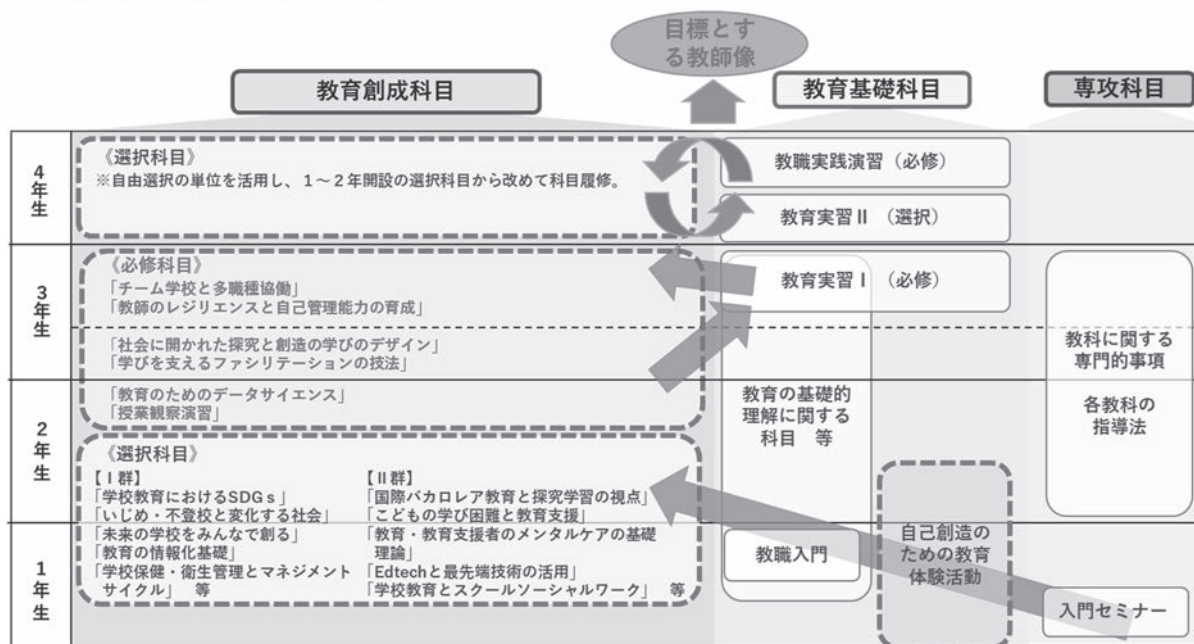 目標とす
る教師像
教育創成科目
教育基礎科目
専攻科目
4年生
《選択科目》
※自由選択の単位を活用し、1～2年開設の選択科目から改めて科目履修。
教職実践演習（必修）
教育実習Ⅱ（選択）
3年生
《必修科目》
「チーム学校と多職種協働」
「教師のレジリエンスと自己管理能力の育成」
「社会に開かれた探究と創造の学びのデザイン」
「学びを支えるファシリテーションの技法」
「教育のためのデータサイエンス」
「授業観察演習」
教育実習Ⅰ（必修）
教育の基礎的
理解に関する
科目　等
教科に関する
専門的事項
各教科の
指導法
2年生
《選択科目》
【Ⅰ群】
「学校教育におけるSDGｓ」
「いじめ・不登校と変化する社会」
「未来の学校をみんなで創る」
「教育の情報化基礎」
「学校保健・衛生管理とマネジメント
サイクル」　等
【Ⅱ群】
「国際バカロレア教育と探究学習の視点」
「こどもの学び困難と教育支援」
「教育・教育支援者のメンタルケアの基礎
理論」
「Edtechと最先端技術の活用」
「学校教育とスクールソーシャルワーク」　等
1年生
教職入門
自己創造の
ための教育
体験活動
入門セミナー